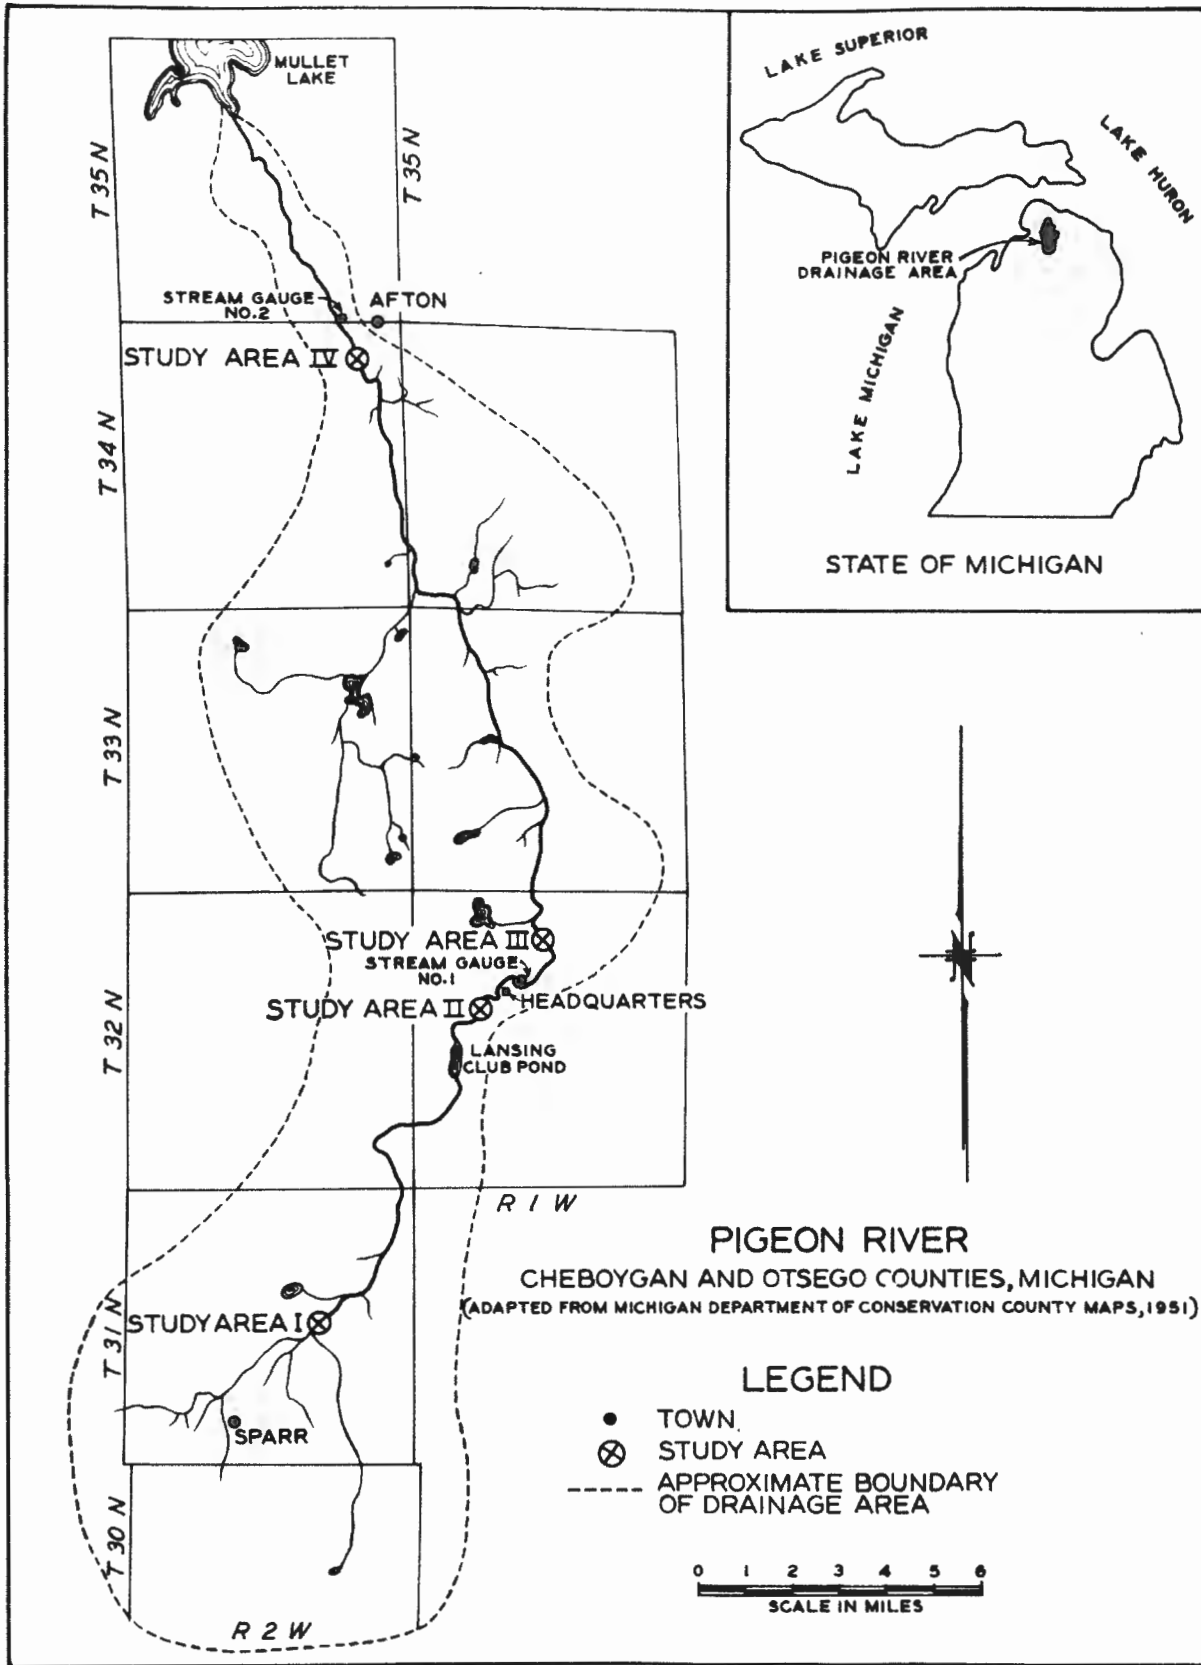 MULLET
LAKE
T 35 N
T 35 N
STREAM GAUGE
NO.2
AFTON
STUDY AREA IV
T 34 N
T 33 N
STUDY AREA III
STREAM GAUGE
NO.1
HEADQUARTERS
STUDY AREA II
T 32 N
LANSING
CLUB POND
R 1 W
STUDY AREA I
T 31 N
SPARR
T 30 N
R 2 W
LAKE SUPERIOR
LAKE HURON
PIGEON RIVER
DRAINAGE AREA
LAKE MICHIGAN
STATE OF MICHIGAN
N
PIGEON RIVER
CHEBOYGAN AND OTSEGO COUNTIES, MICHIGAN
(ADAPTED FROM MICHIGAN DEPARTMENT OF CONSERVATION COUNTY MAPS, 1951)
LEGEND
TOWN
STUDY AREA
APPROXIMATE BOUNDARY
OF DRAINAGE AREA
0 1 2 3 4 5 6
SCALE IN MILES